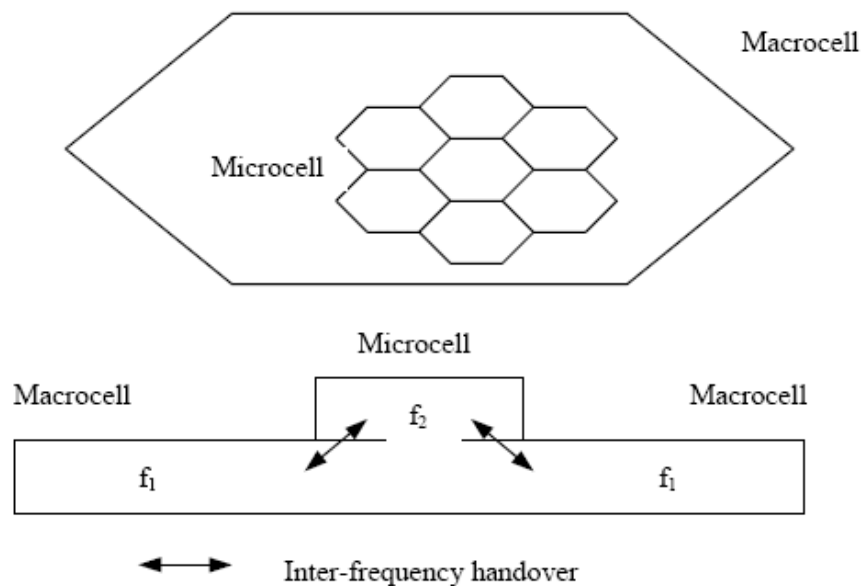 Macrocell
Microcell
Microcell
Macrocell
Macrocell
f₂
f₁
f₁
Inter-frequency handover